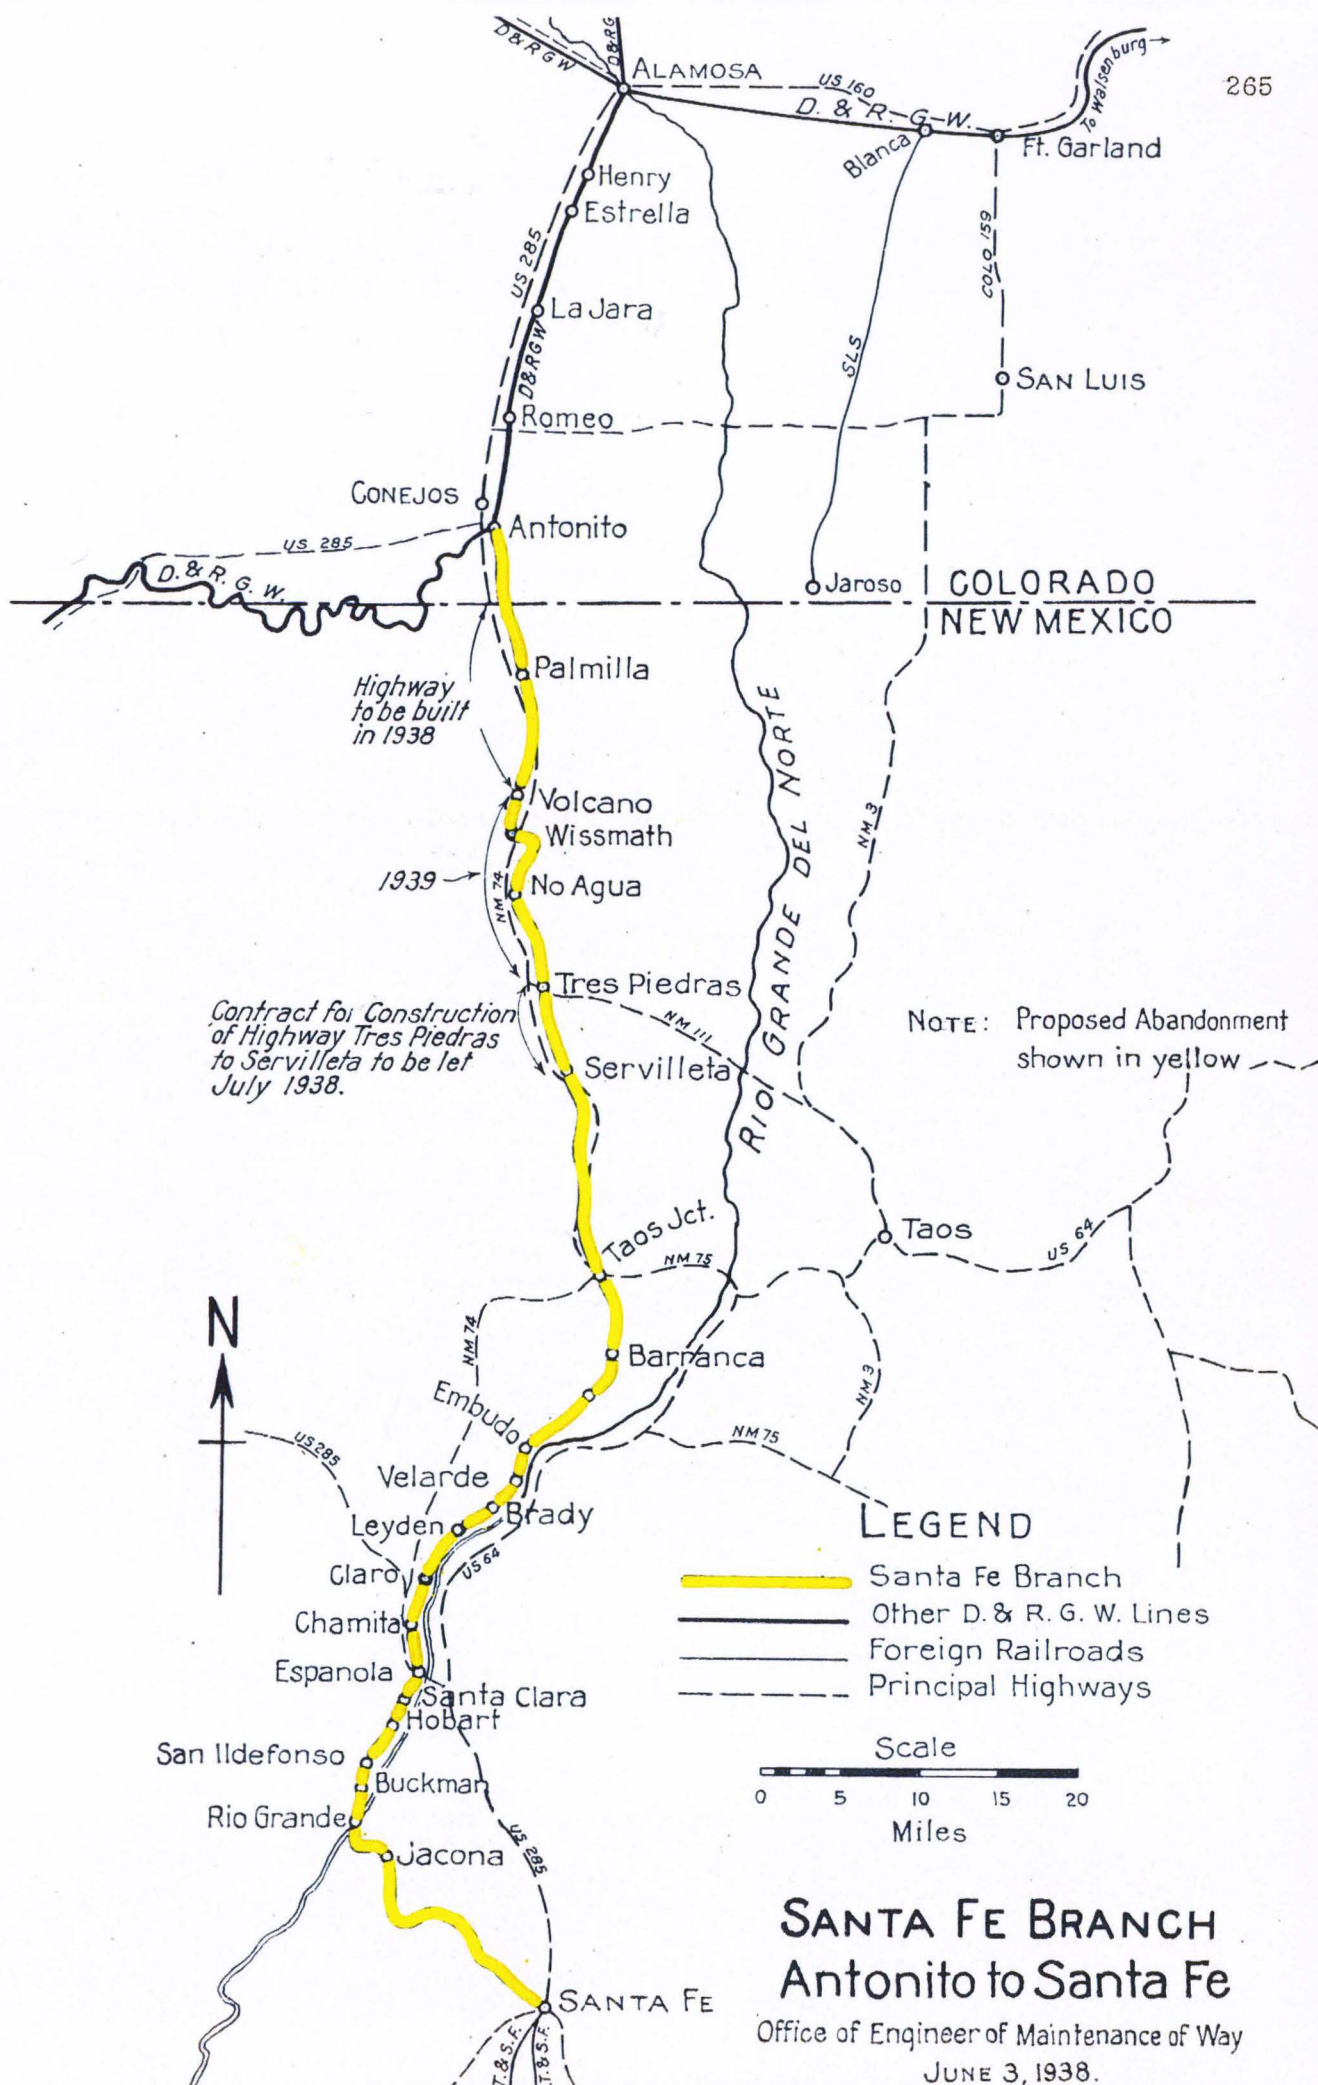 265
D&RGW
D&RG
ALAMOSA
US 160
D. & R. G. W.
To Walsenburg
Blanca
Ft. Garland
Henry
Estrella
US 285
COLO 159
La Jara
D&RGW
SLS
SAN LUIS
Romeo
CONEJOS
Antonito
US 285
D. & R. G. W.
Jaroso
COLORADO
NEW MEXICO
Palmilla
Highway
to be built
in 1938
RIO GRANDE DEL NORTE
Volcano
Wissmath
NM 3
1939
NM 74
No Agua
Tres Piedras
Contract for Construction
of Highway Tres Piedras
to Servilleta to be let
July 1938.
NM 111
NOTE: Proposed Abandonment
shown in yellow
Servilleta
Taos Jct.
Taos
US 64
NM 75
N
NM 74
Barranca
NM 3
Embudo
US 285
NM 75
Velarde
Brady
Leyden
US 64
Claro
Chamita
Espanola
Santa Clara
Hobart
San Ildefonso
Buckman
Rio Grande
Jacona
US 285
SANTA FE
T. & S. F.
T. & S. F.
LEGEND
Santa Fe Branch
Other D. & R. G. W. Lines
Foreign Railroads
Principal Highways
Scale
0 5 10 15 20
Miles
SANTA FE BRANCH
Antonito to Santa Fe
Office of Engineer of Maintenance of Way
JUNE 3, 1938.